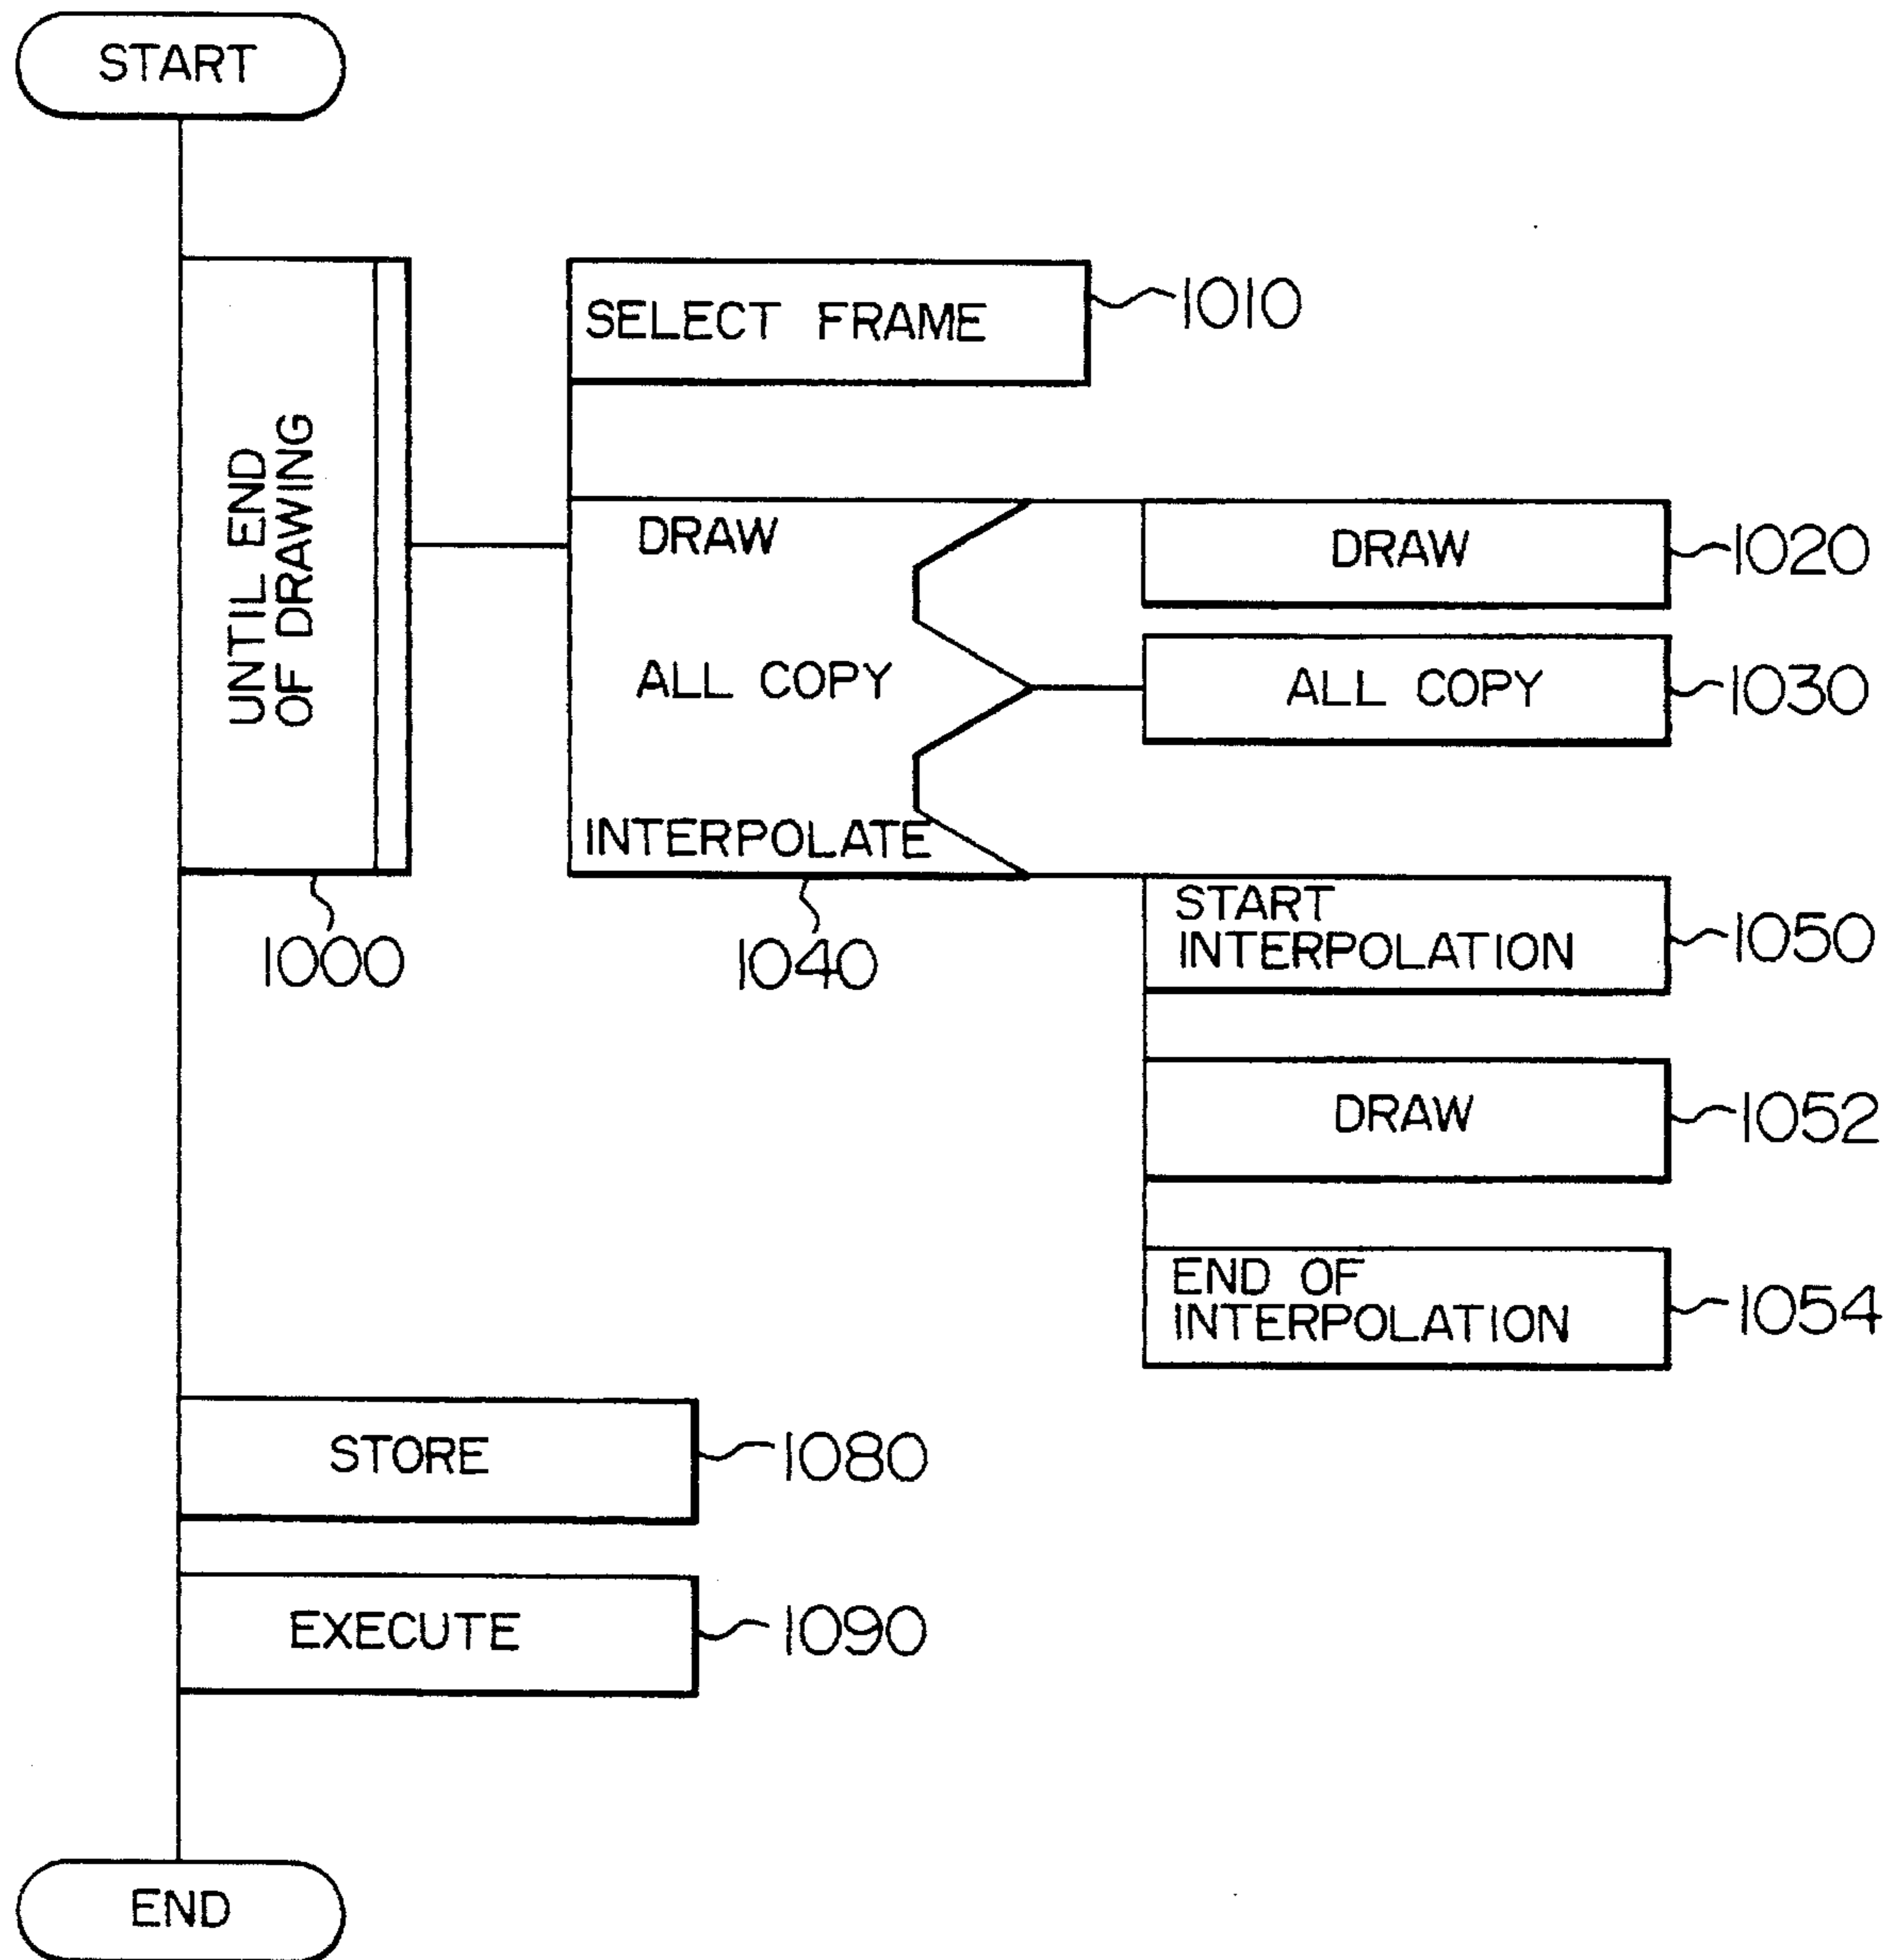 START
UNTIL END
OF DRAWING
1000
SELECT FRAME
1010
DRAW
ALL COPY
INTERPOLATE
1040
DRAW
1020
ALL COPY
1030
START
INTERPOLATION
1050
DRAW
1052
END OF
INTERPOLATION
1054
STORE
1080
EXECUTE
1090
END